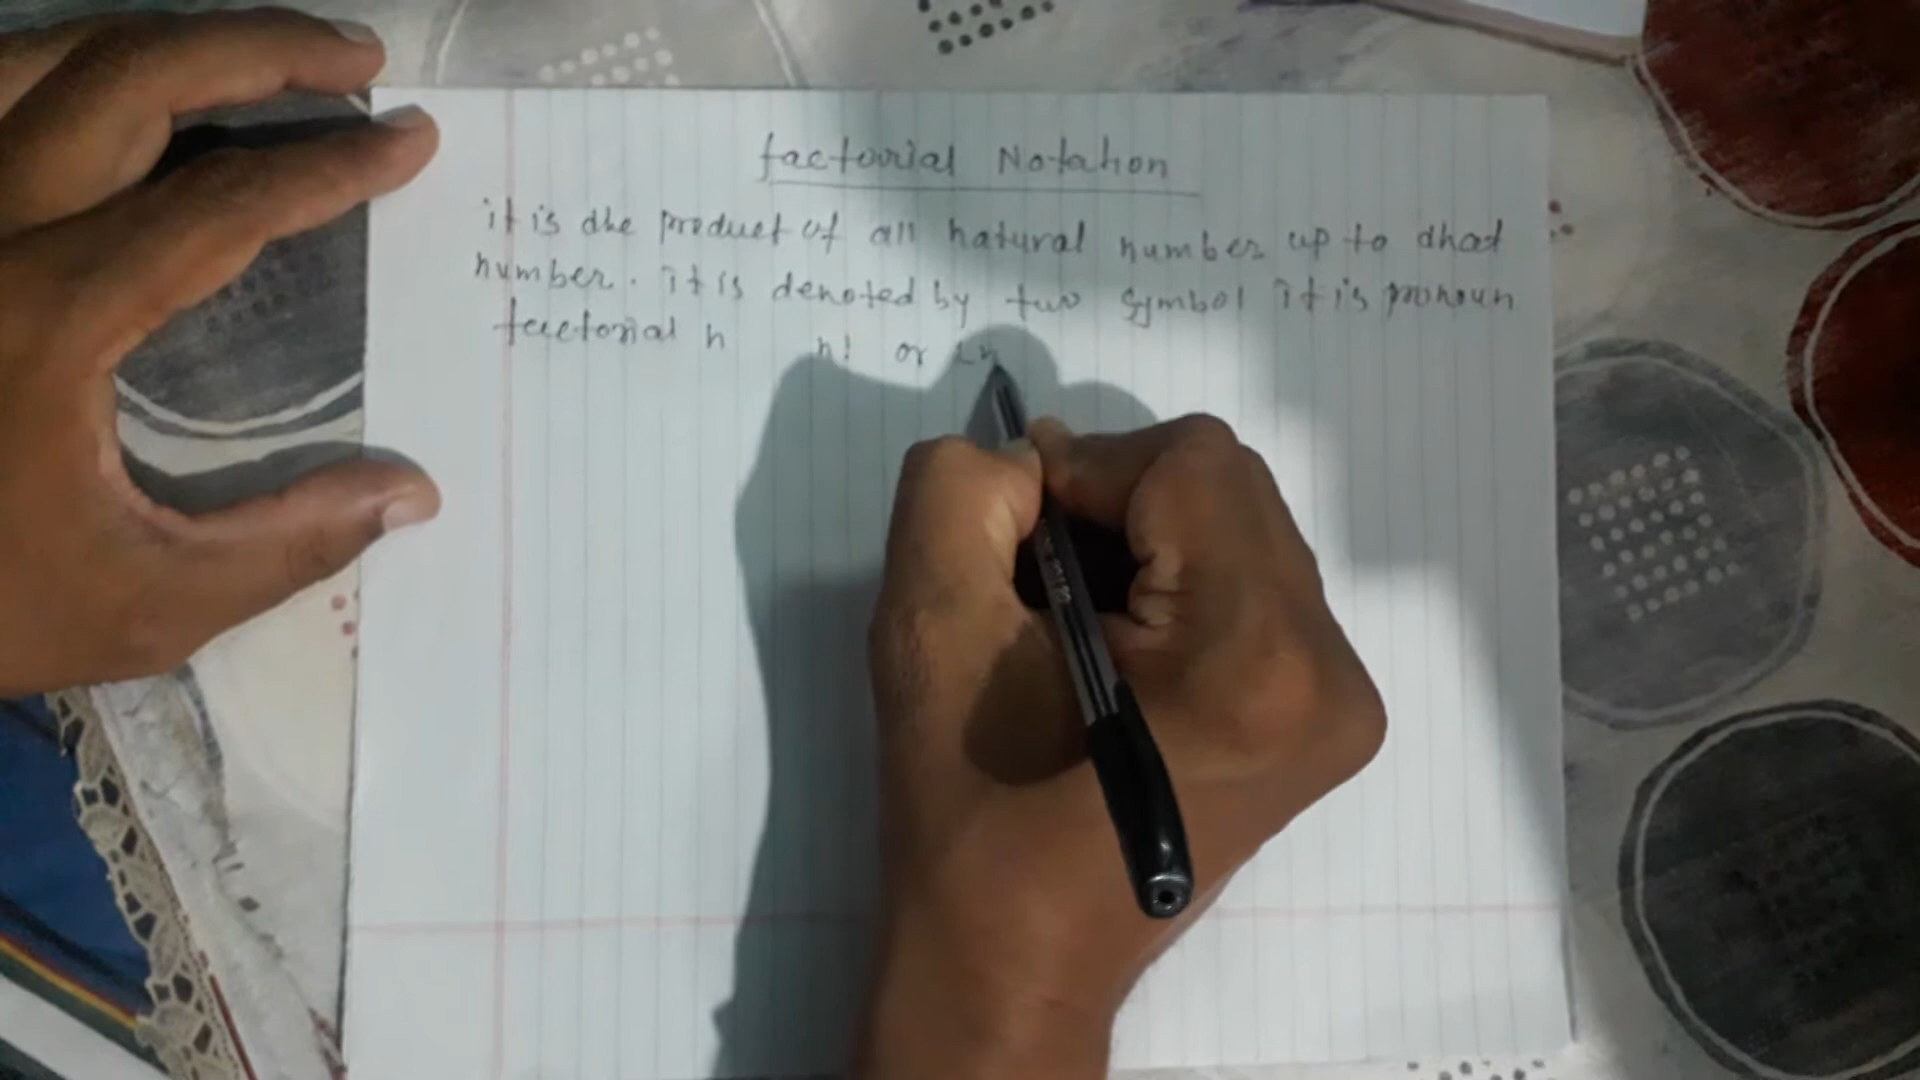 factorial Notation
it is the product of all natural number up to that
number. it is denoted by two symbol it is pronoun
factorial n n! or Ln